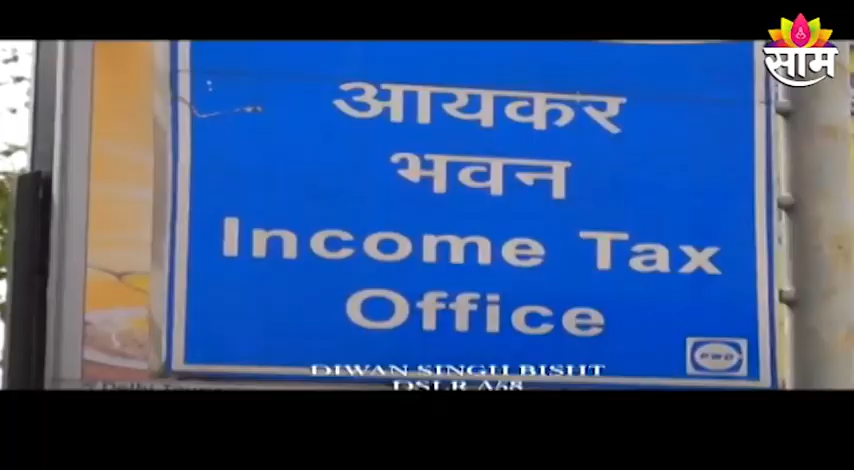 साम
आयकर
भवन
Income Tax
Office
DIWAN SINGH BISHT
DSLR A68